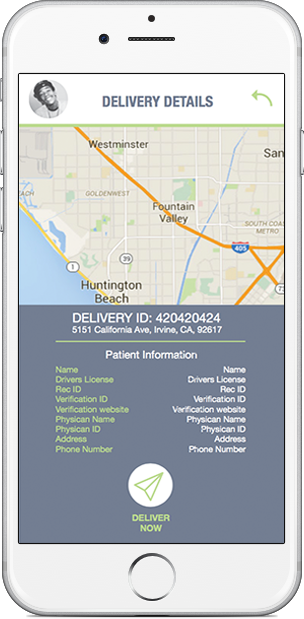 DELIVERY DETAILS
Westminster
San
GOLDENWEST
Fountain
Valley
SOUTH COAS
METRO
405
39
1
Huntington
Beach
DELIVERY ID: 420420424
5151 California Ave, Irvine, CA, 92617
Patient Information
Name Name
Drivers License Drivers License
Rec ID Rec ID
Verification ID Verification ID
Verification website Verification website
Physican Name Physican Name
Physican ID Physican ID
Address Address
Phone Number Phone Number
DELIVER
NOW